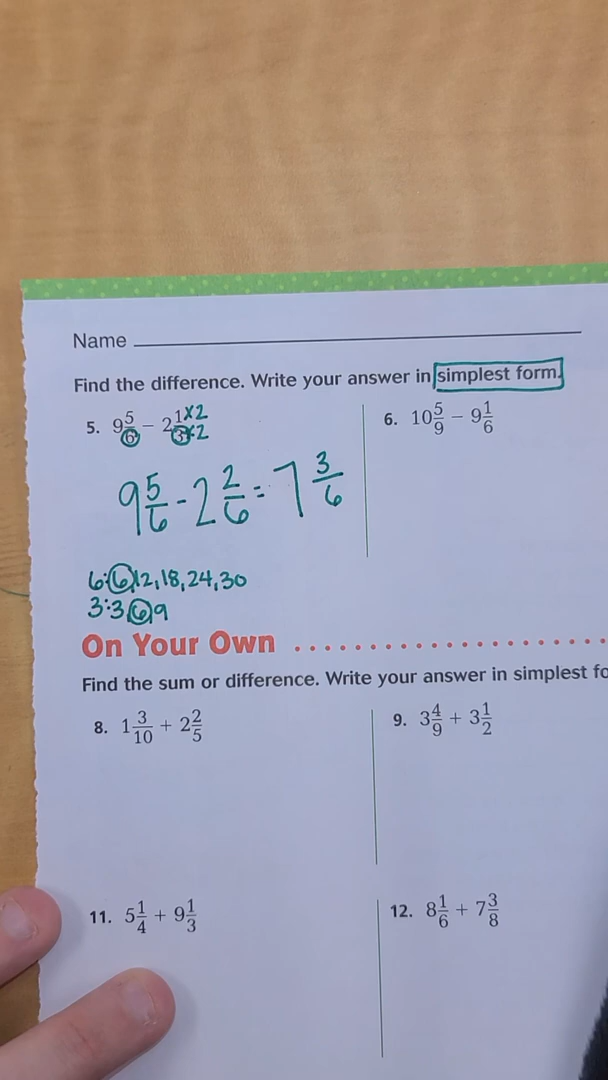 Name
Find the difference. Write your answer in simplest form.
5. 9 5/6 − 2 1/3 ×2 ×2
6. 10 5/9 − 9 1/6
9 5/6 - 2 2/6 = 7 3/6
6: 6, 12, 18, 24, 30
3: 3, 6, 9
On Your Own
Find the sum or difference. Write your answer in simplest fo
8. 1 3/10 + 2 2/5
9. 3 4/9 + 3 1/2
11. 5 1/4 + 9 1/3
12. 8 1/6 + 7 3/8